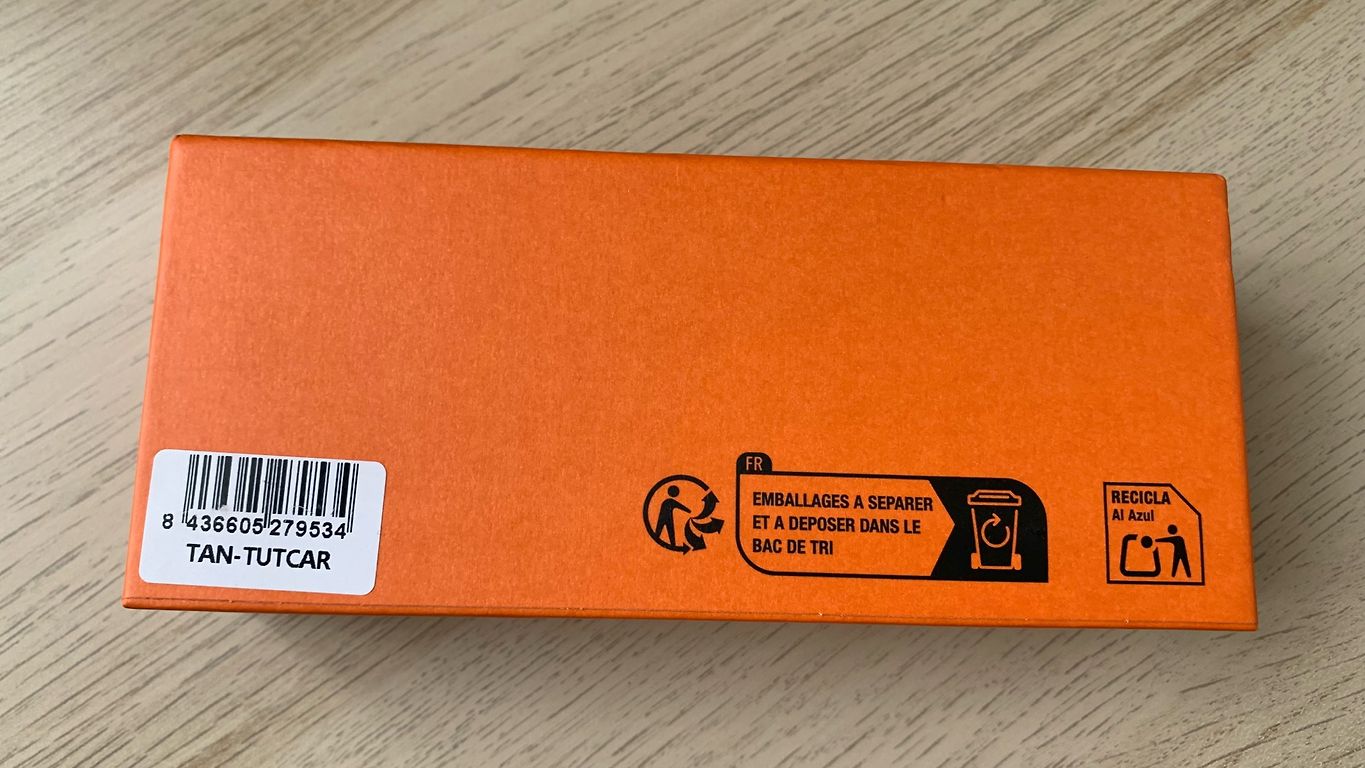 8 436605 279534
TAN-TUTCAR
FR
EMBALLAGES A SEPARER
ET A DEPOSER DANS LE
BAC DE TRI
RECICLA
Al Azul